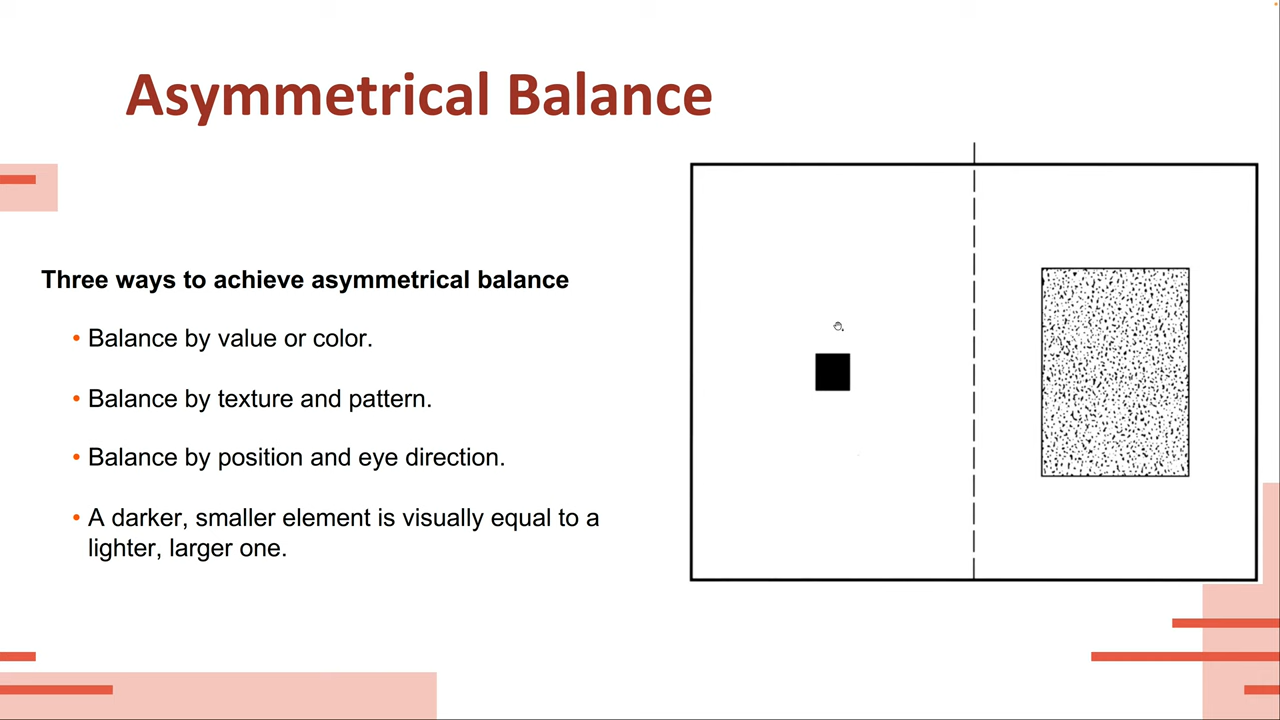 Asymmetrical Balance
Three ways to achieve asymmetrical balance
• Balance by value or color.
• Balance by texture and pattern.
• Balance by position and eye direction.
• A darker, smaller element is visually equal to a
lighter, larger one.